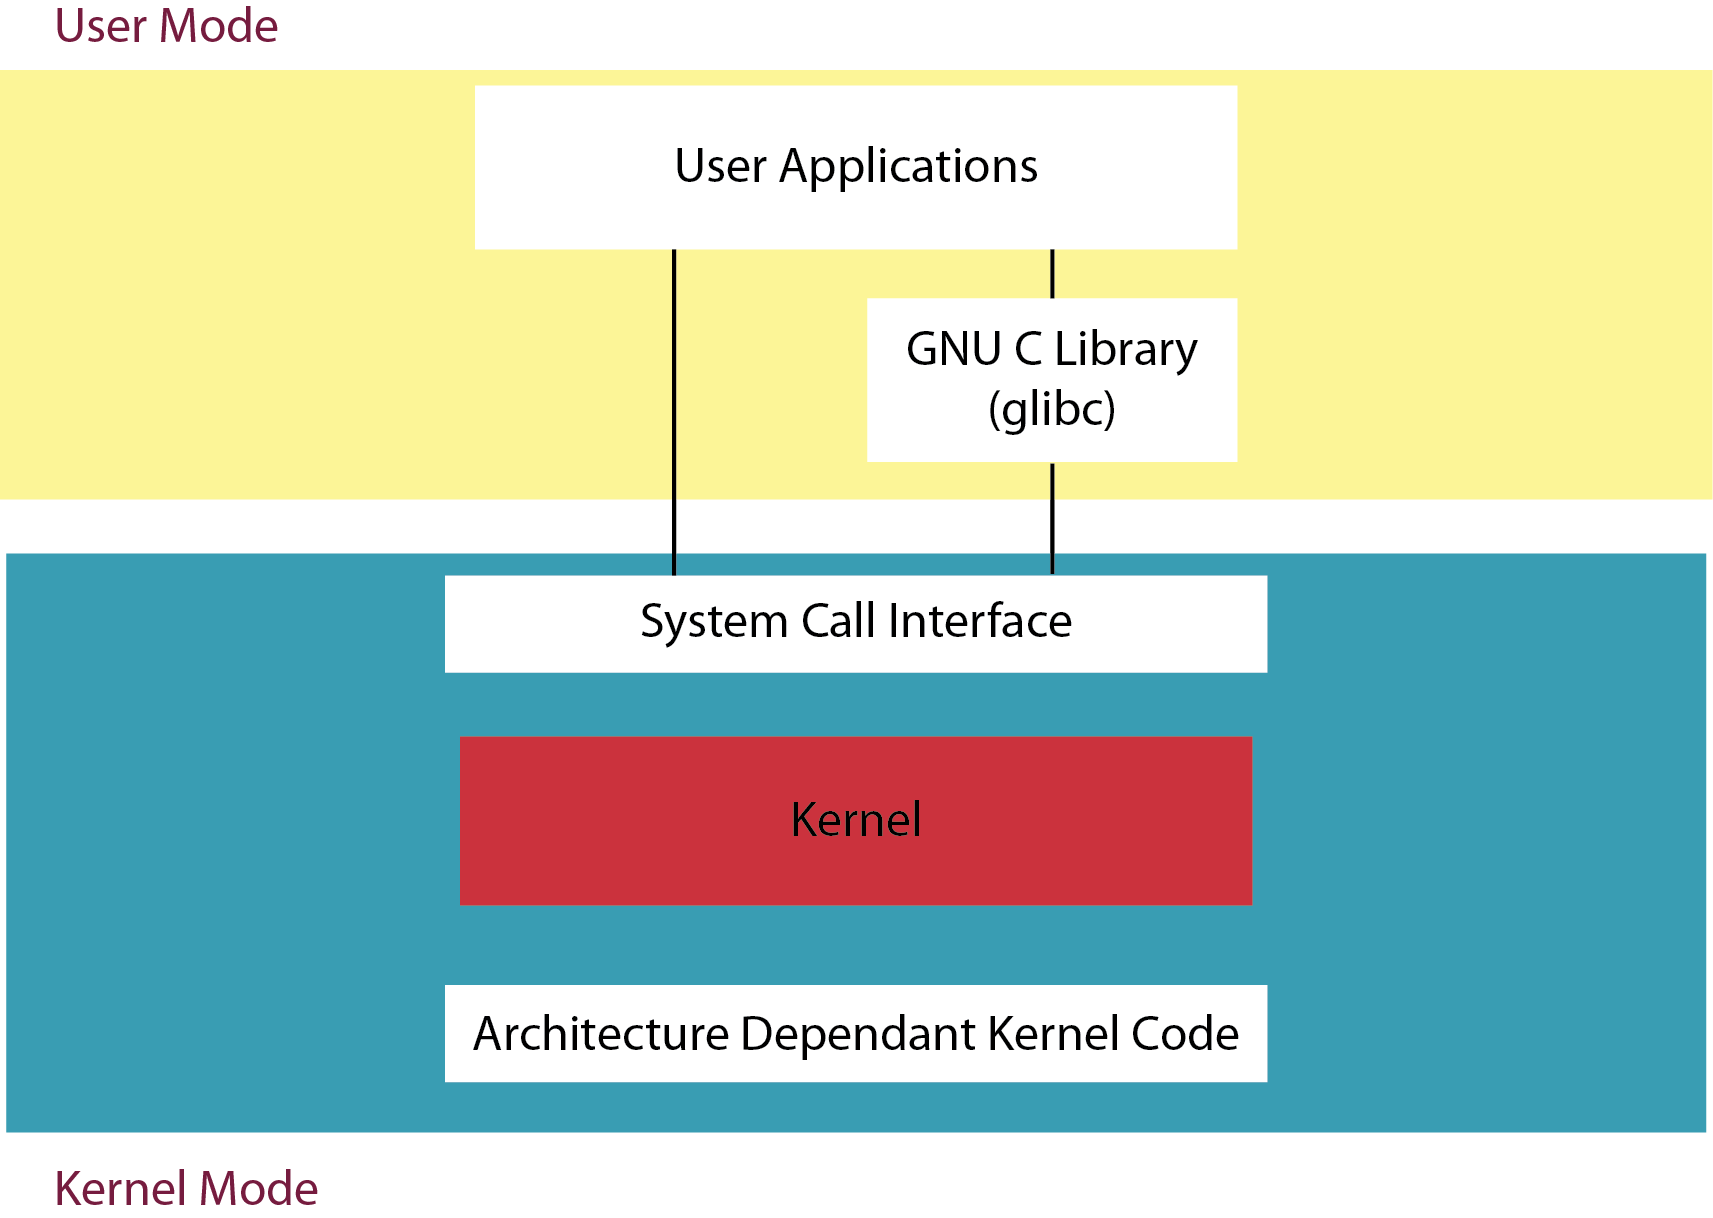 User Mode
User Applications
GNU C Library
(glibc)
System Call Interface
Kernel
Architecture Dependant Kernel Code
Kernel Mode